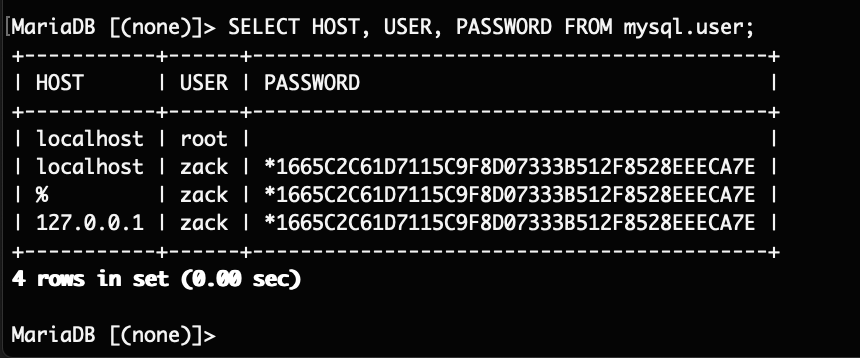 [MariaDB [(none)]> SELECT HOST, USER, PASSWORD FROM mysql.user;
+-----------+------+-------------------------------------------+
| HOST      | USER | PASSWORD                                  |
+-----------+------+-------------------------------------------+
| localhost | root |                                           |
| localhost | zack | *1665C2C61D7115C9F8D07333B512F8528EEECA7E |
| %         | zack | *1665C2C61D7115C9F8D07333B512F8528EEECA7E |
| 127.0.0.1 | zack | *1665C2C61D7115C9F8D07333B512F8528EEECA7E |
+-----------+------+-------------------------------------------+
4 rows in set (0.00 sec)
MariaDB [(none)]>